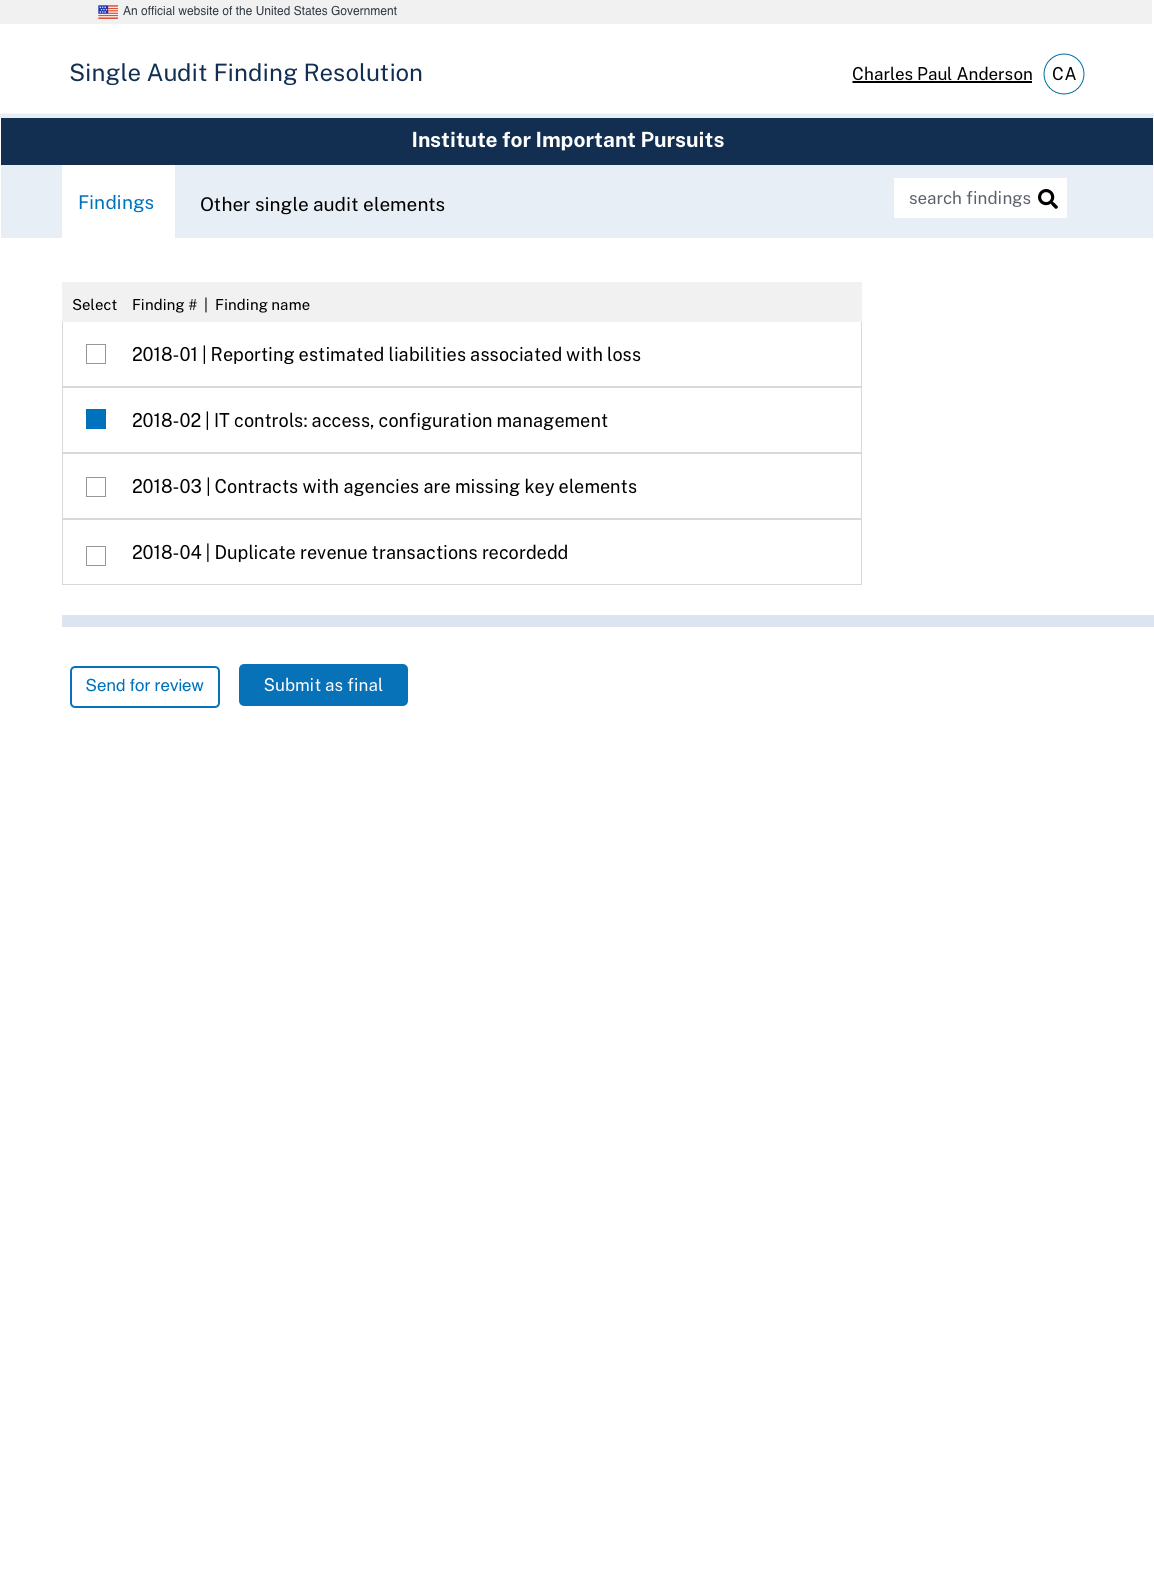 An official website of the United States Government
Single Audit Finding Resolution
Charles Paul Anderson CA
Institute for Important Pursuits
Findings Other single audit elements search findings
Select Finding # | Finding name
2018-01 | Reporting estimated liabilities associated with loss
2018-02 | IT controls: access, configuration management
2018-03 | Contracts with agencies are missing key elements
2018-04 | Duplicate revenue transactions recordedd
Send for review Submit as final